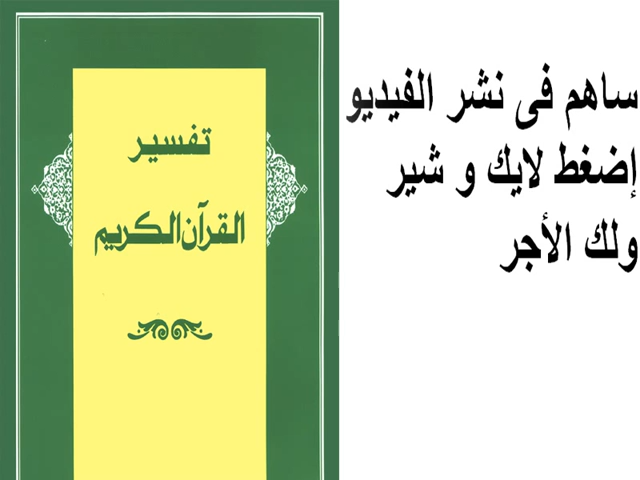 تفسير
القرآن الكريم
ساهم فى نشر الفيديو
إضغط لايك و شير
ولك الأجر